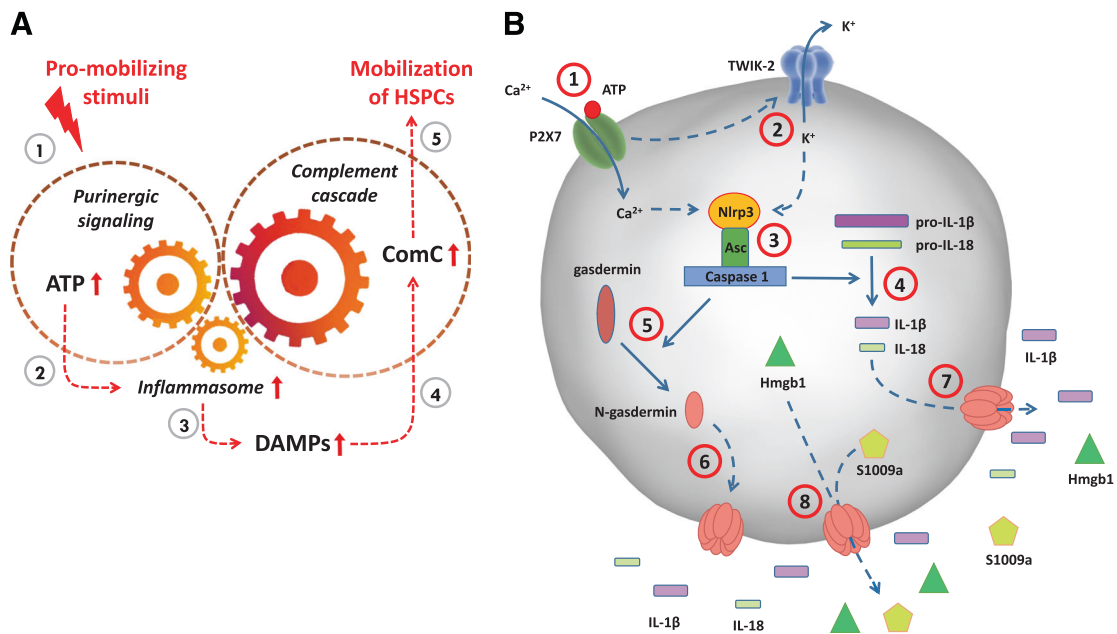 A
Pro-mobilizing
stimuli
Mobilization
of HSPCs
1
5
Purinergic
signaling
Complement
cascade
ATP
ComC
2
Inflammasome
4
3
DAMPs
B
K⁺
TWIK-2
1
Ca²⁺
ATP
P2X7
2
K⁺
Ca²⁺
Nlrp3
Asc
3
Caspase 1
pro-IL-1β
pro-IL-18
gasdermin
4
5
IL-1β
IL-18
IL-1β
Hmgb1
7
N-gasdermin
6
S1009a
8
Hmgb1
S1009a
IL-1β
IL-18